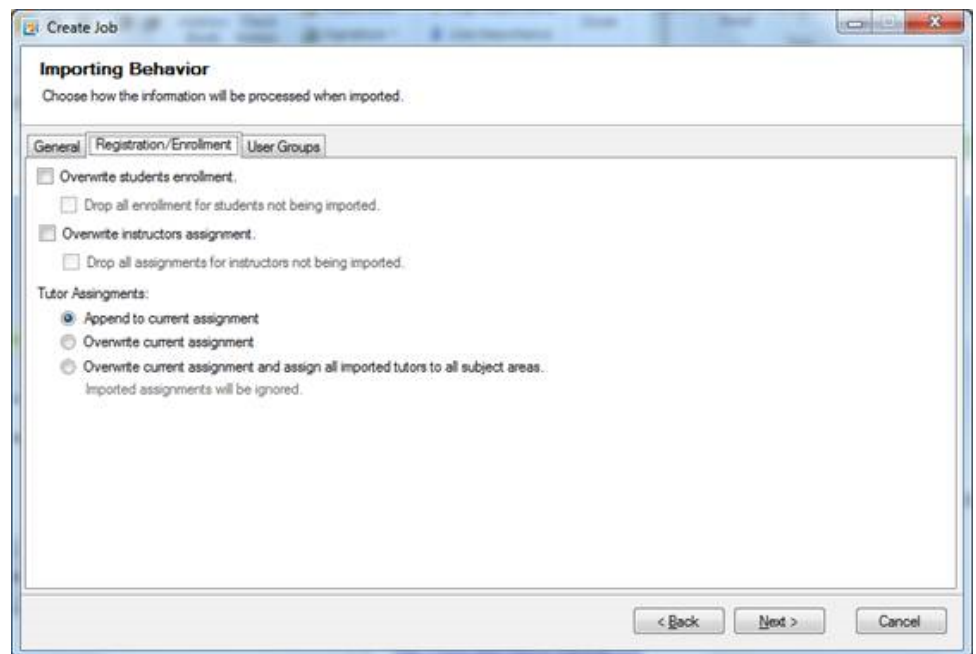 Create Job
Importing Behavior
Choose how the information will be processed when imported.
General Registration/Enrollment User Groups
Overwrite students enrollment.
Drop all enrollment for students not being imported.
Overwrite instructors assignment.
Drop all assignments for instructors not being imported.
Tutor Assingments:
Append to current assignment
Overwrite current assignment
Overwrite current assignment and assign all imported tutors to all subject areas.
Imported assignments will be ignored.
< Back Next > Cancel